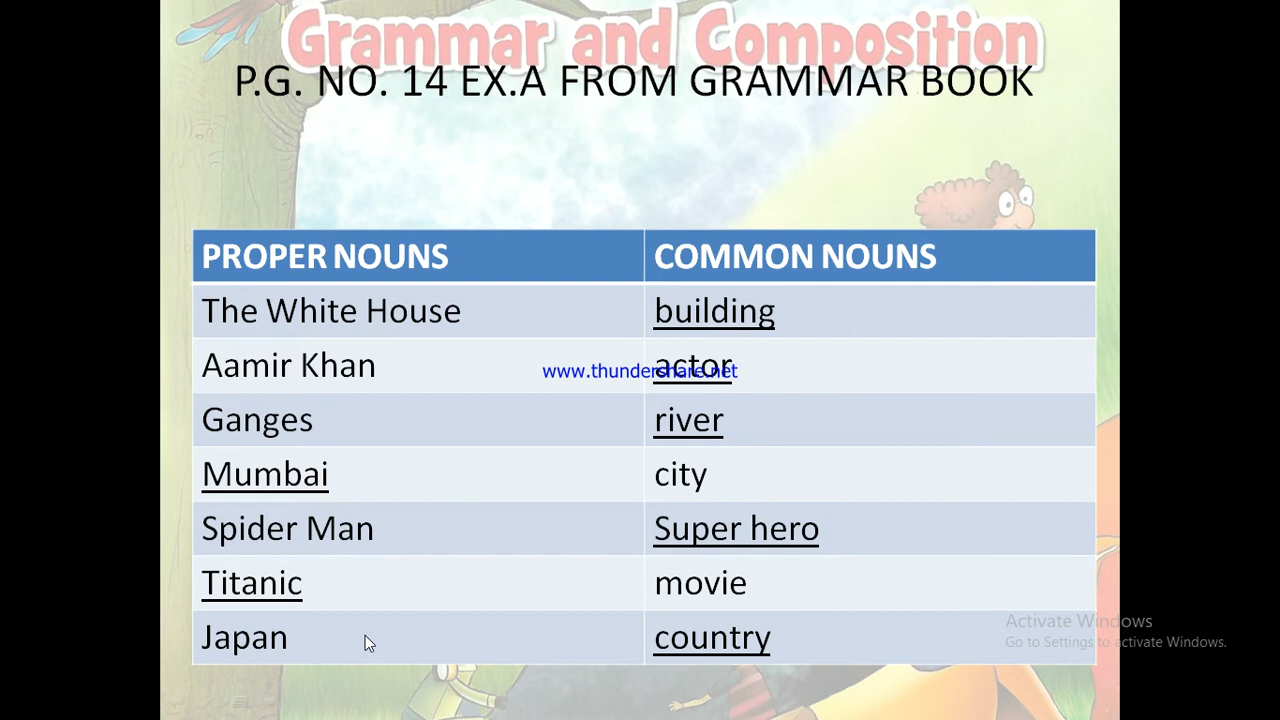 Grammar and Composition
P.G. NO. 14 EX.A FROM GRAMMAR BOOK
PROPER NOUNS COMMON NOUNS
The White House building
Aamir Khan actor
www.thundershare.net
Ganges river
Mumbai city
Spider Man Super hero
Titanic movie
Japan country
Activate Windows
Go to Settings to activate Windows.